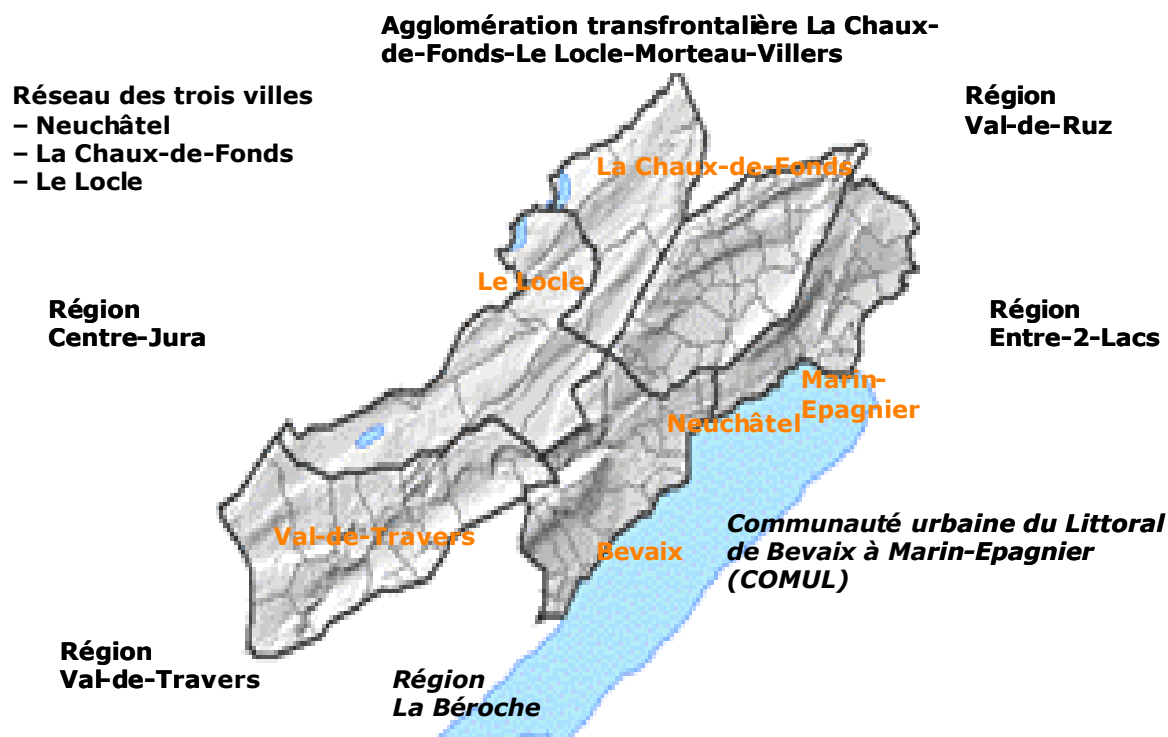 Agglomération transfrontalière La Chaux-
de-Fonds-Le Locle-Morteau-Villers
Réseau des trois villes
– Neuchâtel
– La Chaux-de-Fonds
– Le Locle
Région
Val-de-Ruz
La Chaux-de-Fonds
Le Locle
Région
Centre-Jura
Région
Entre-2-Lacs
Marin-
Epagnier
Neuchâtel
Val-de-Travers
Bevaix
Communauté urbaine du Littoral
de Bevaix à Marin-Epagnier
(COMUL)
Région
Val-de-Travers
Région
La Béroche